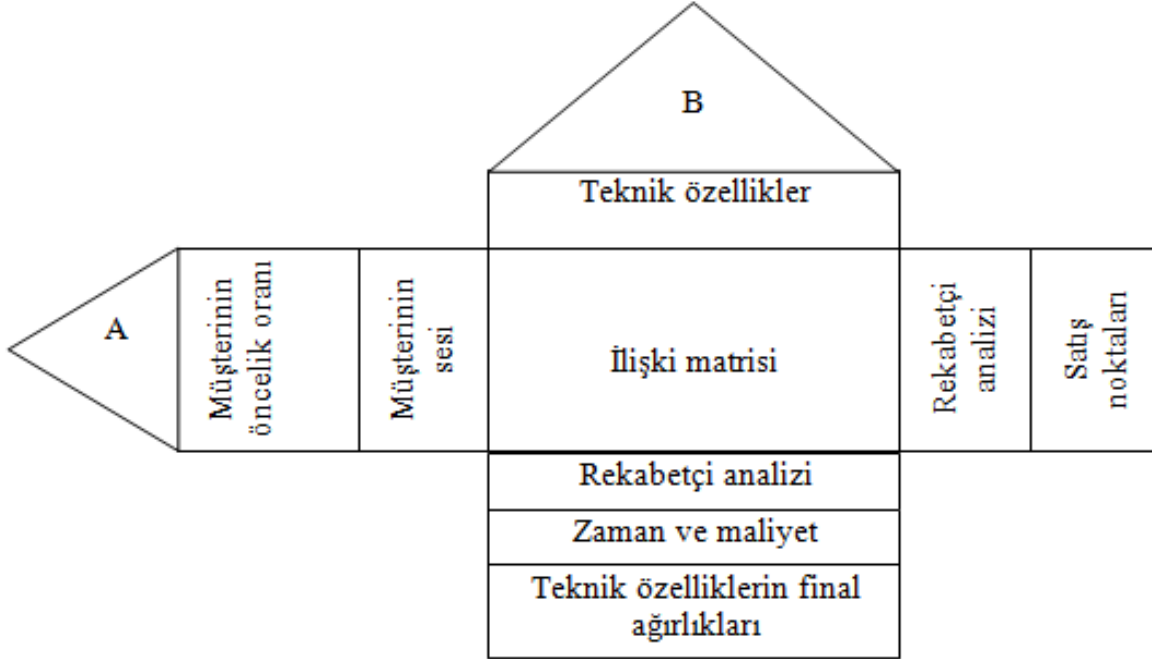 B
Teknik özellikler
A
Müşterinin
öncelik oranı
Müşterinin
sesi
İlişki matrisi
Rekabetçi
analizi
Satış
noktaları
Rekabetçi analizi
Zaman ve maliyet
Teknik özelliklerin final
ağırlıkları